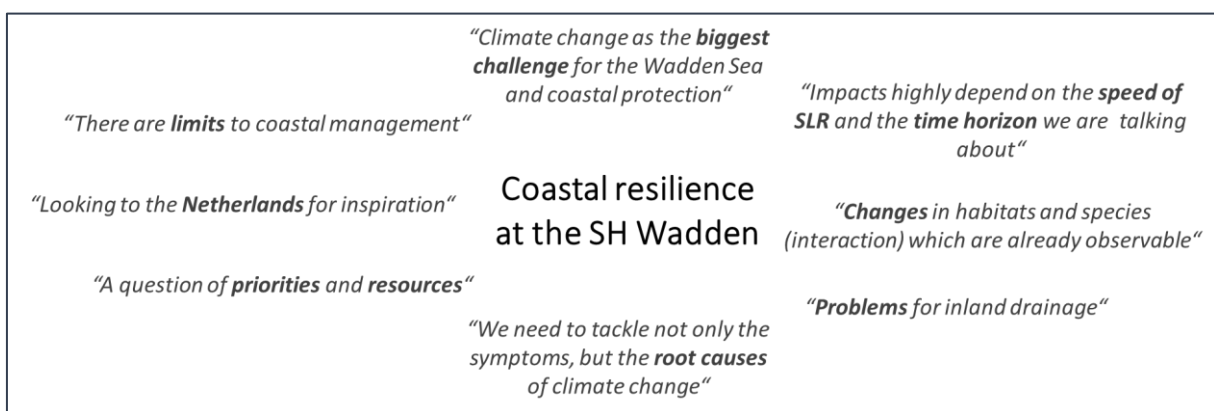 “Climate change as the biggest
challenge for the Wadden Sea
and coastal protection“
“There are limits to coastal management“
“Impacts highly depend on the speed of
SLR and the time horizon we are talking
about“
“Looking to the Netherlands for inspiration“
Coastal resilience
at the SH Wadden
“Changes in habitats and species
(interaction) which are already observable“
“A question of priorities and resources“
“Problems for inland drainage“
“We need to tackle not only the
symptoms, but the root causes
of climate change“